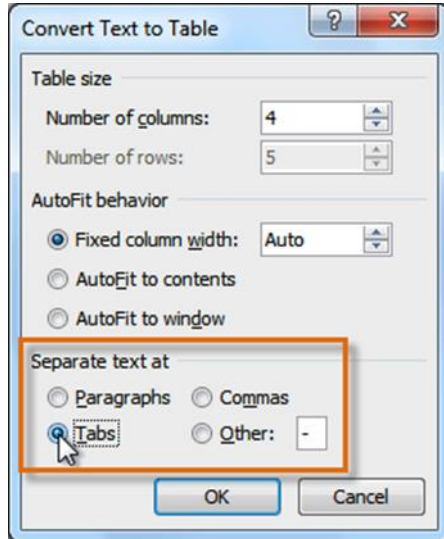 Convert Text to Table
Table size
Number of columns: 4
Number of rows: 5
AutoFit behavior
Fixed column width: Auto
AutoFit to contents
AutoFit to window
Separate text at
Paragraphs Commas
Tabs Other: -
OK Cancel